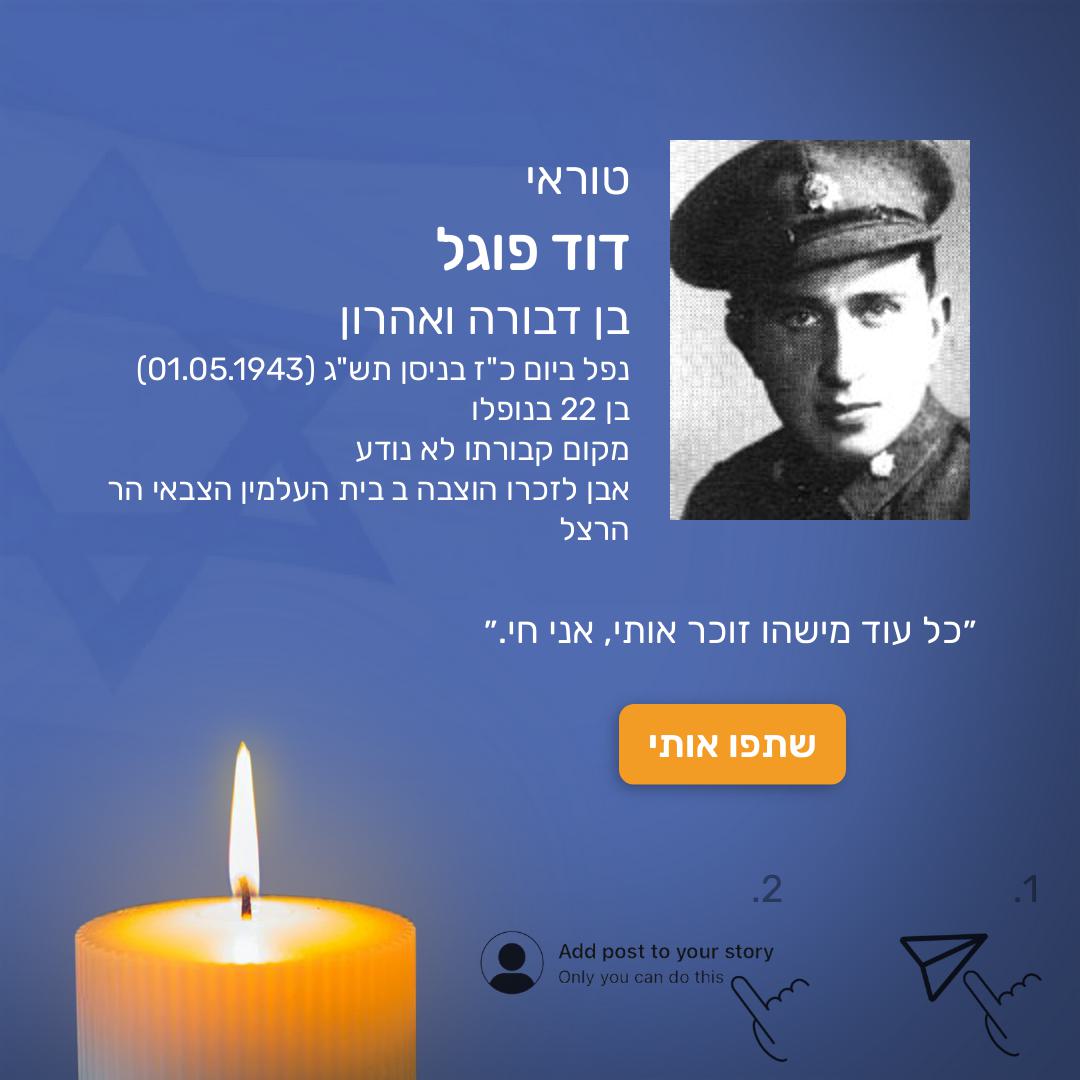 טוראי
דוד פוגל
בן דבורה ואהרון
נפל ביום כ"ז בניסן תש"ג (01.05.1943)
בן 22 בנופלו
מקום קבורתו לא נודע
אבן לזכרו הוצבה ב בית העלמין הצבאי הר
הרצל
״כל עוד מישהו זוכר אותי, אני חי.״
שתפו אותי
.1
.2
Add post to your story
Only you can do this